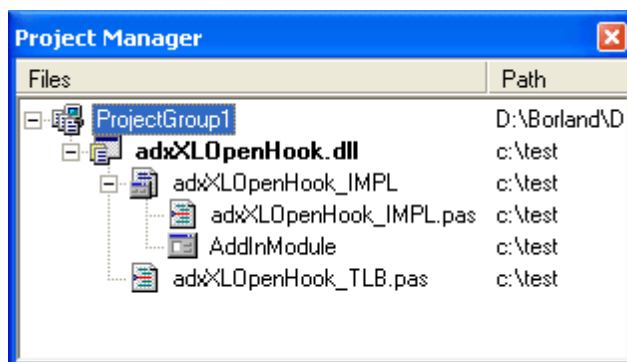 Project Manager
Files Path
ProjectGroup1 D:\Borland\D
adxXLOpenHook.dll c:\test
adxXLOpenHook_IMPL c:\test
adxXLOpenHook_IMPL.pas c:\test
AddInModule c:\test
adxXLOpenHook_TLB.pas c:\test